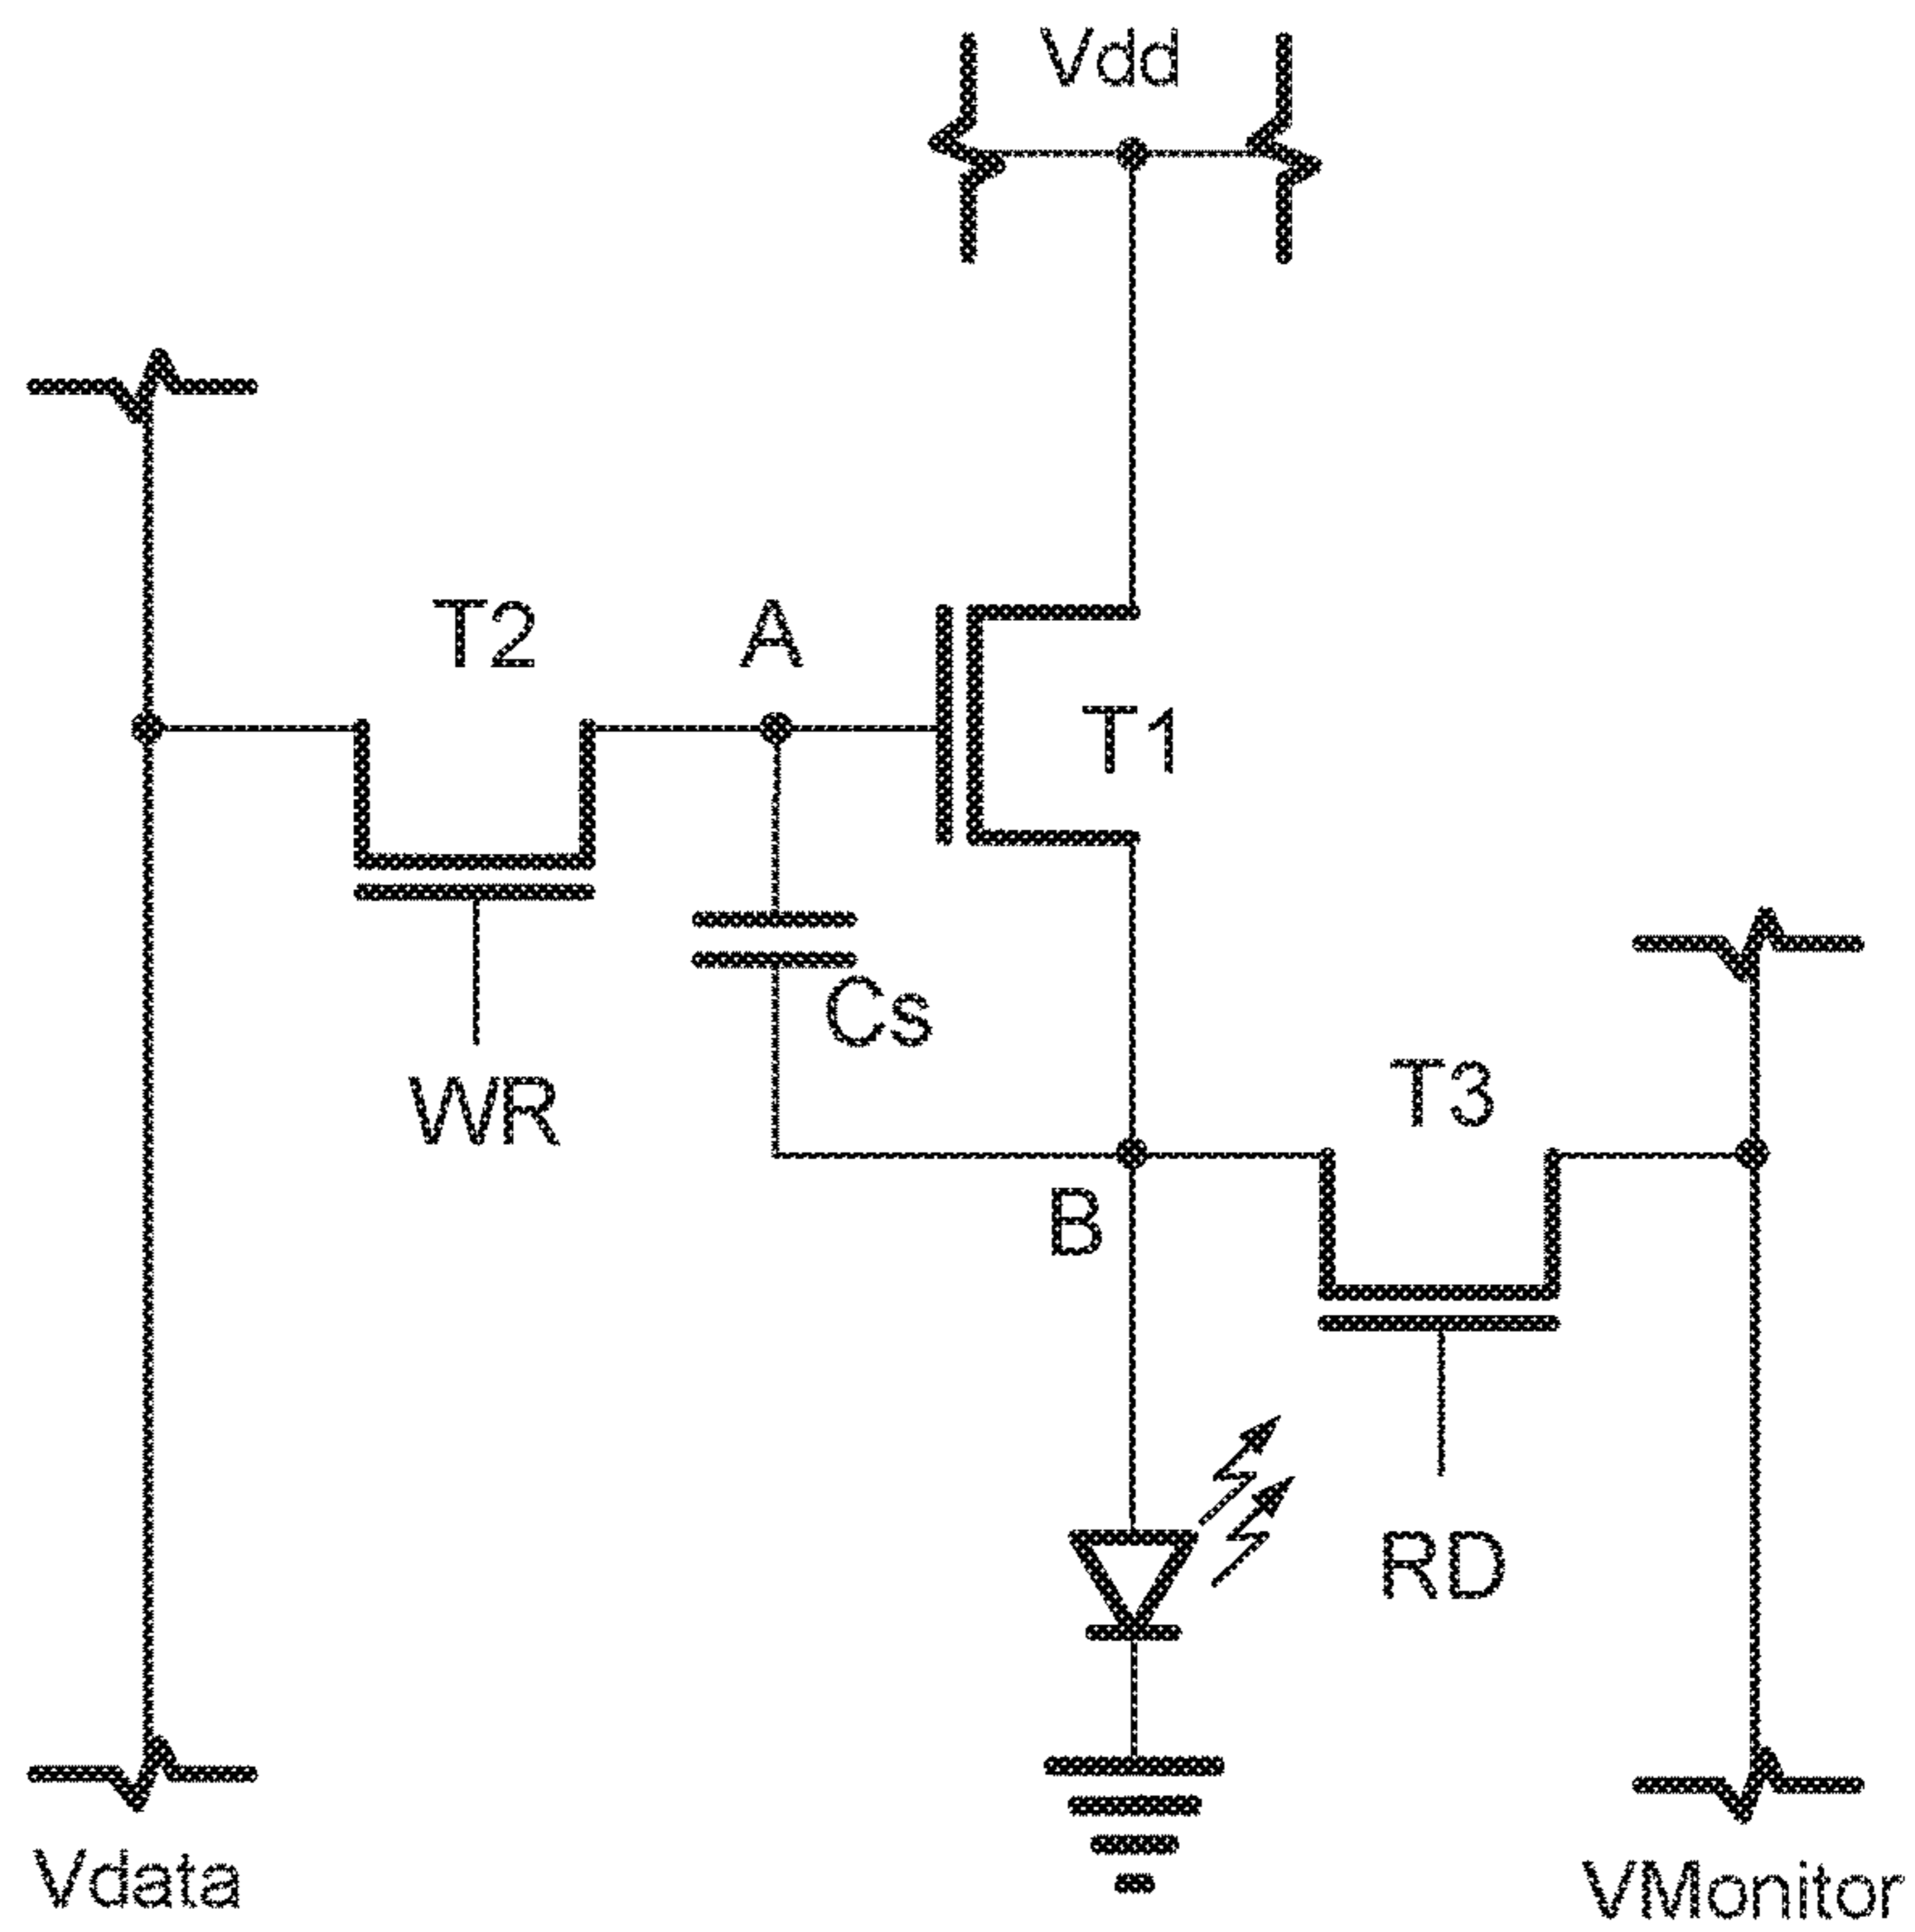 Vdd
T2
A
T1
Cs
WR
T3
B
RD
Vdata
VMonitor